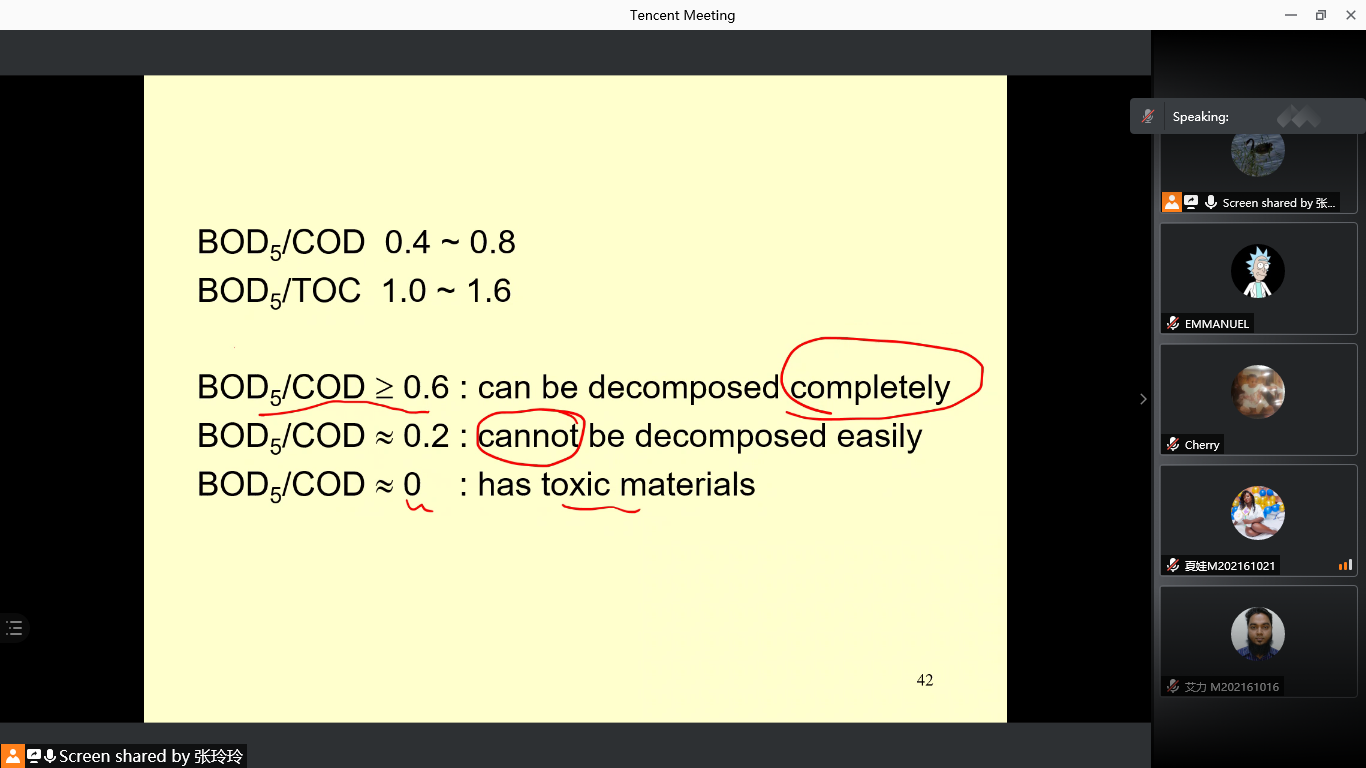 Tencent Meeting
Speaking:
BOD₅/COD 0.4 ~ 0.8
BOD₅/TOC 1.0 ~ 1.6
BOD₅/COD ≥ 0.6 : can be decomposed completely
BOD₅/COD ≈ 0.2 : cannot be decomposed easily
BOD₅/COD ≈ 0 : has toxic materials
42
Screen shared by 张...
EMMANUEL
Cherry
夏娃M202161021
艾力 M202161016
Screen shared by 张玲玲